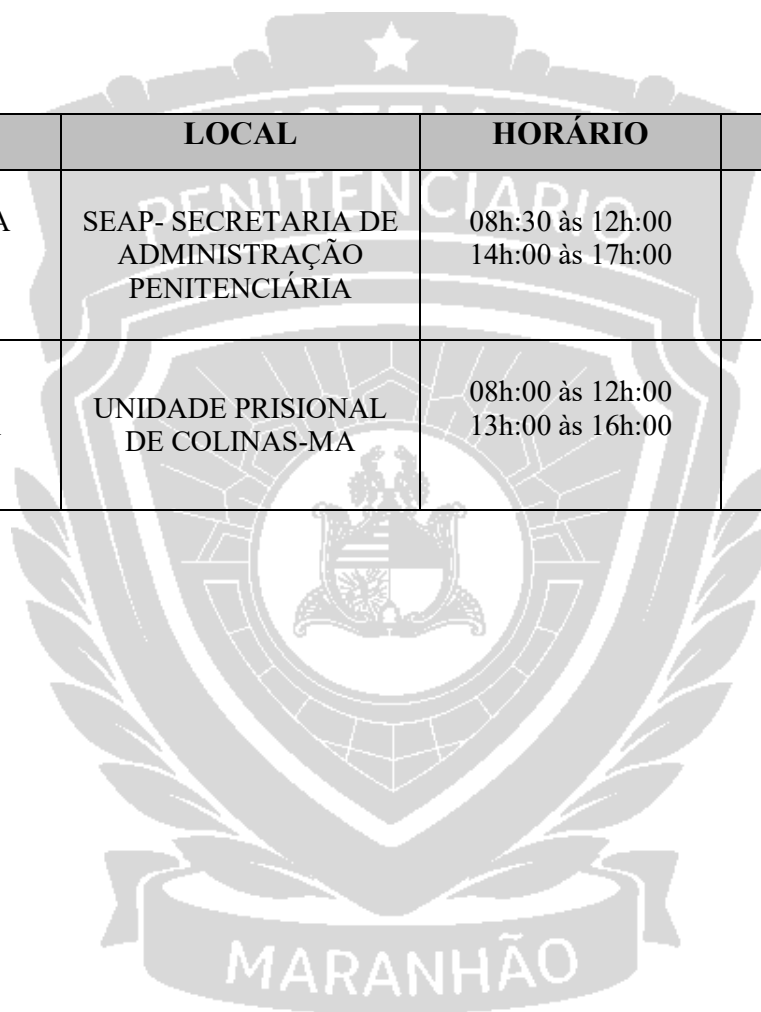 LOCAL
HORÁRIO
A
SEAP- SECRETARIA DE
ADMINISTRAÇÃO
PENITENCIÁRIA
08h:30 às 12h:00
14h:00 às 17h:00
UNIDADE PRISIONAL
DE COLINAS-MA
08h:00 às 12h:00
13h:00 às 16h:00
PENITENCIÁRIO
MARANHÃO